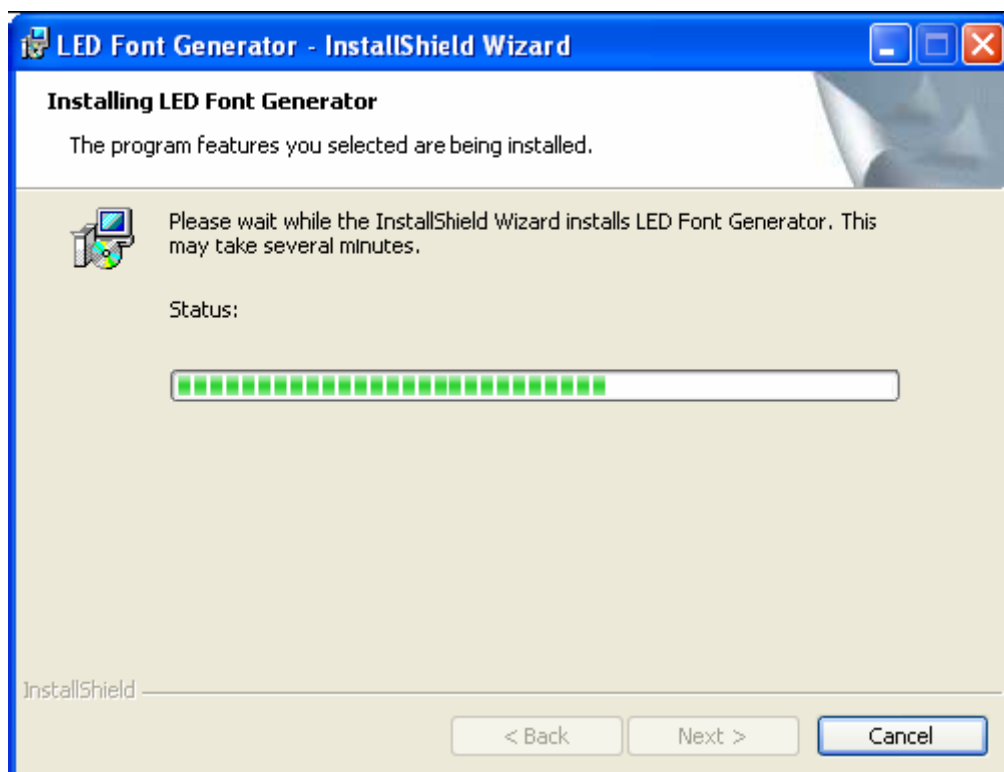 LED Font Generator - InstallShield Wizard
Installing LED Font Generator
The program features you selected are being installed.
Please wait while the InstallShield Wizard installs LED Font Generator. This
may take several minutes.
Status:
InstallShield
< Back Next > Cancel